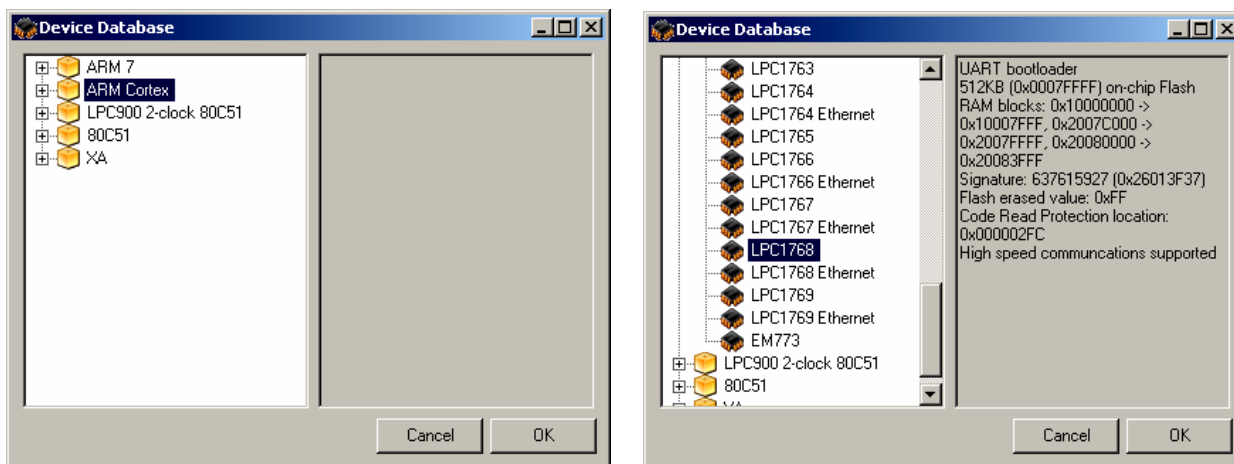 Device Database
ARM 7
ARM Cortex
LPC900 2-clock 80C51
80C51
XA
Cancel
OK
Device Database
LPC1763
LPC1764
LPC1764 Ethernet
LPC1765
LPC1766
LPC1766 Ethernet
LPC1767
LPC1767 Ethernet
LPC1768
LPC1768 Ethernet
LPC1769
LPC1769 Ethernet
EM773
LPC900 2-clock 80C51
80C51
XA
UART bootloader
512KB (0x0007FFFF) on-chip Flash
RAM blocks: 0x10000000 ->
0x10007FFF, 0x2007C000 ->
0x2007FFFF, 0x20080000 ->
0x20083FFF
Signature: 637615927 (0x26013F37)
Flash erased value: 0xFF
Code Read Protection location:
0x000002FC
High speed communcations supported
Cancel
OK